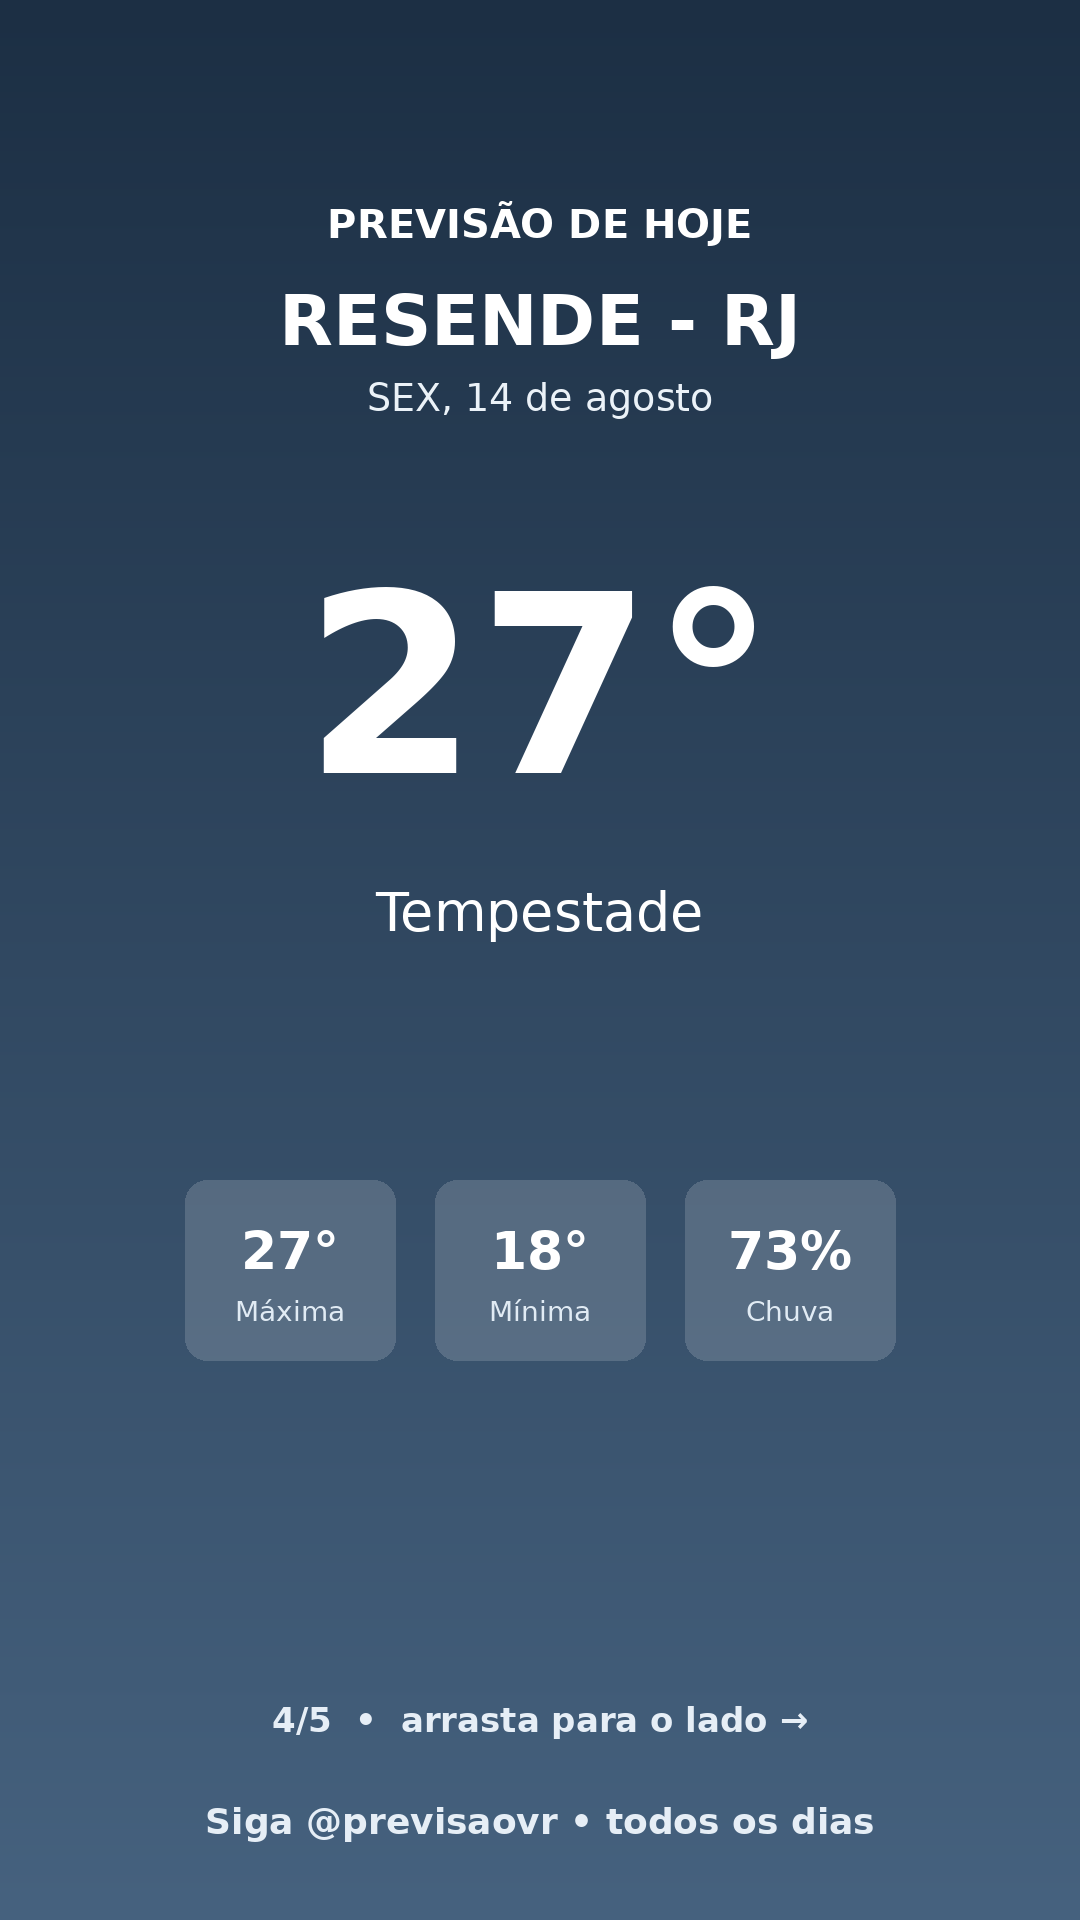 PREVISÃO DE HOJE
RESENDE - RJ
SEX, 14 de agosto
27°
Tempestade
27° 18° 73%
Máxima Mínima Chuva
4/5 • arrasta para o lado →
Siga @previsaovr • todos os dias